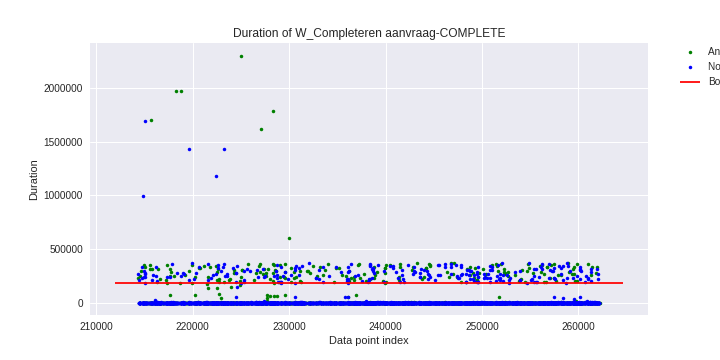 Duration of W_Completeren aanvraag-COMPLETE
An
No
Bo
2000000
1500000
1000000
500000
0
Duration
210000 220000 230000 240000 250000 260000
Data point index